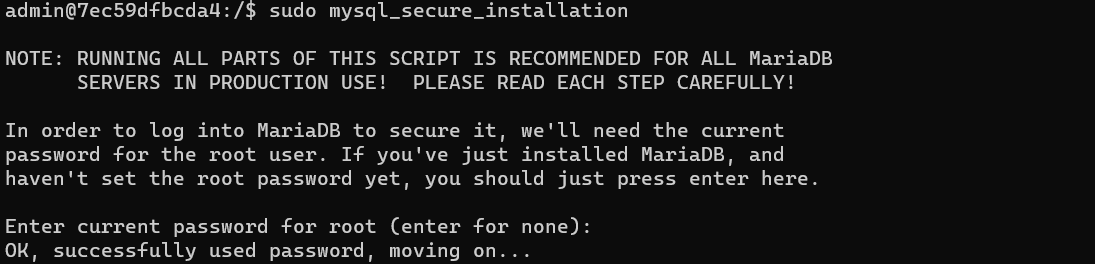 admin@7ec59dfbcda4:/$ sudo mysql_secure_installation
NOTE: RUNNING ALL PARTS OF THIS SCRIPT IS RECOMMENDED FOR ALL MariaDB
SERVERS IN PRODUCTION USE!  PLEASE READ EACH STEP CAREFULLY!
In order to log into MariaDB to secure it, we'll need the current
password for the root user. If you've just installed MariaDB, and
haven't set the root password yet, you should just press enter here.
Enter current password for root (enter for none):
OK, successfully used password, moving on...